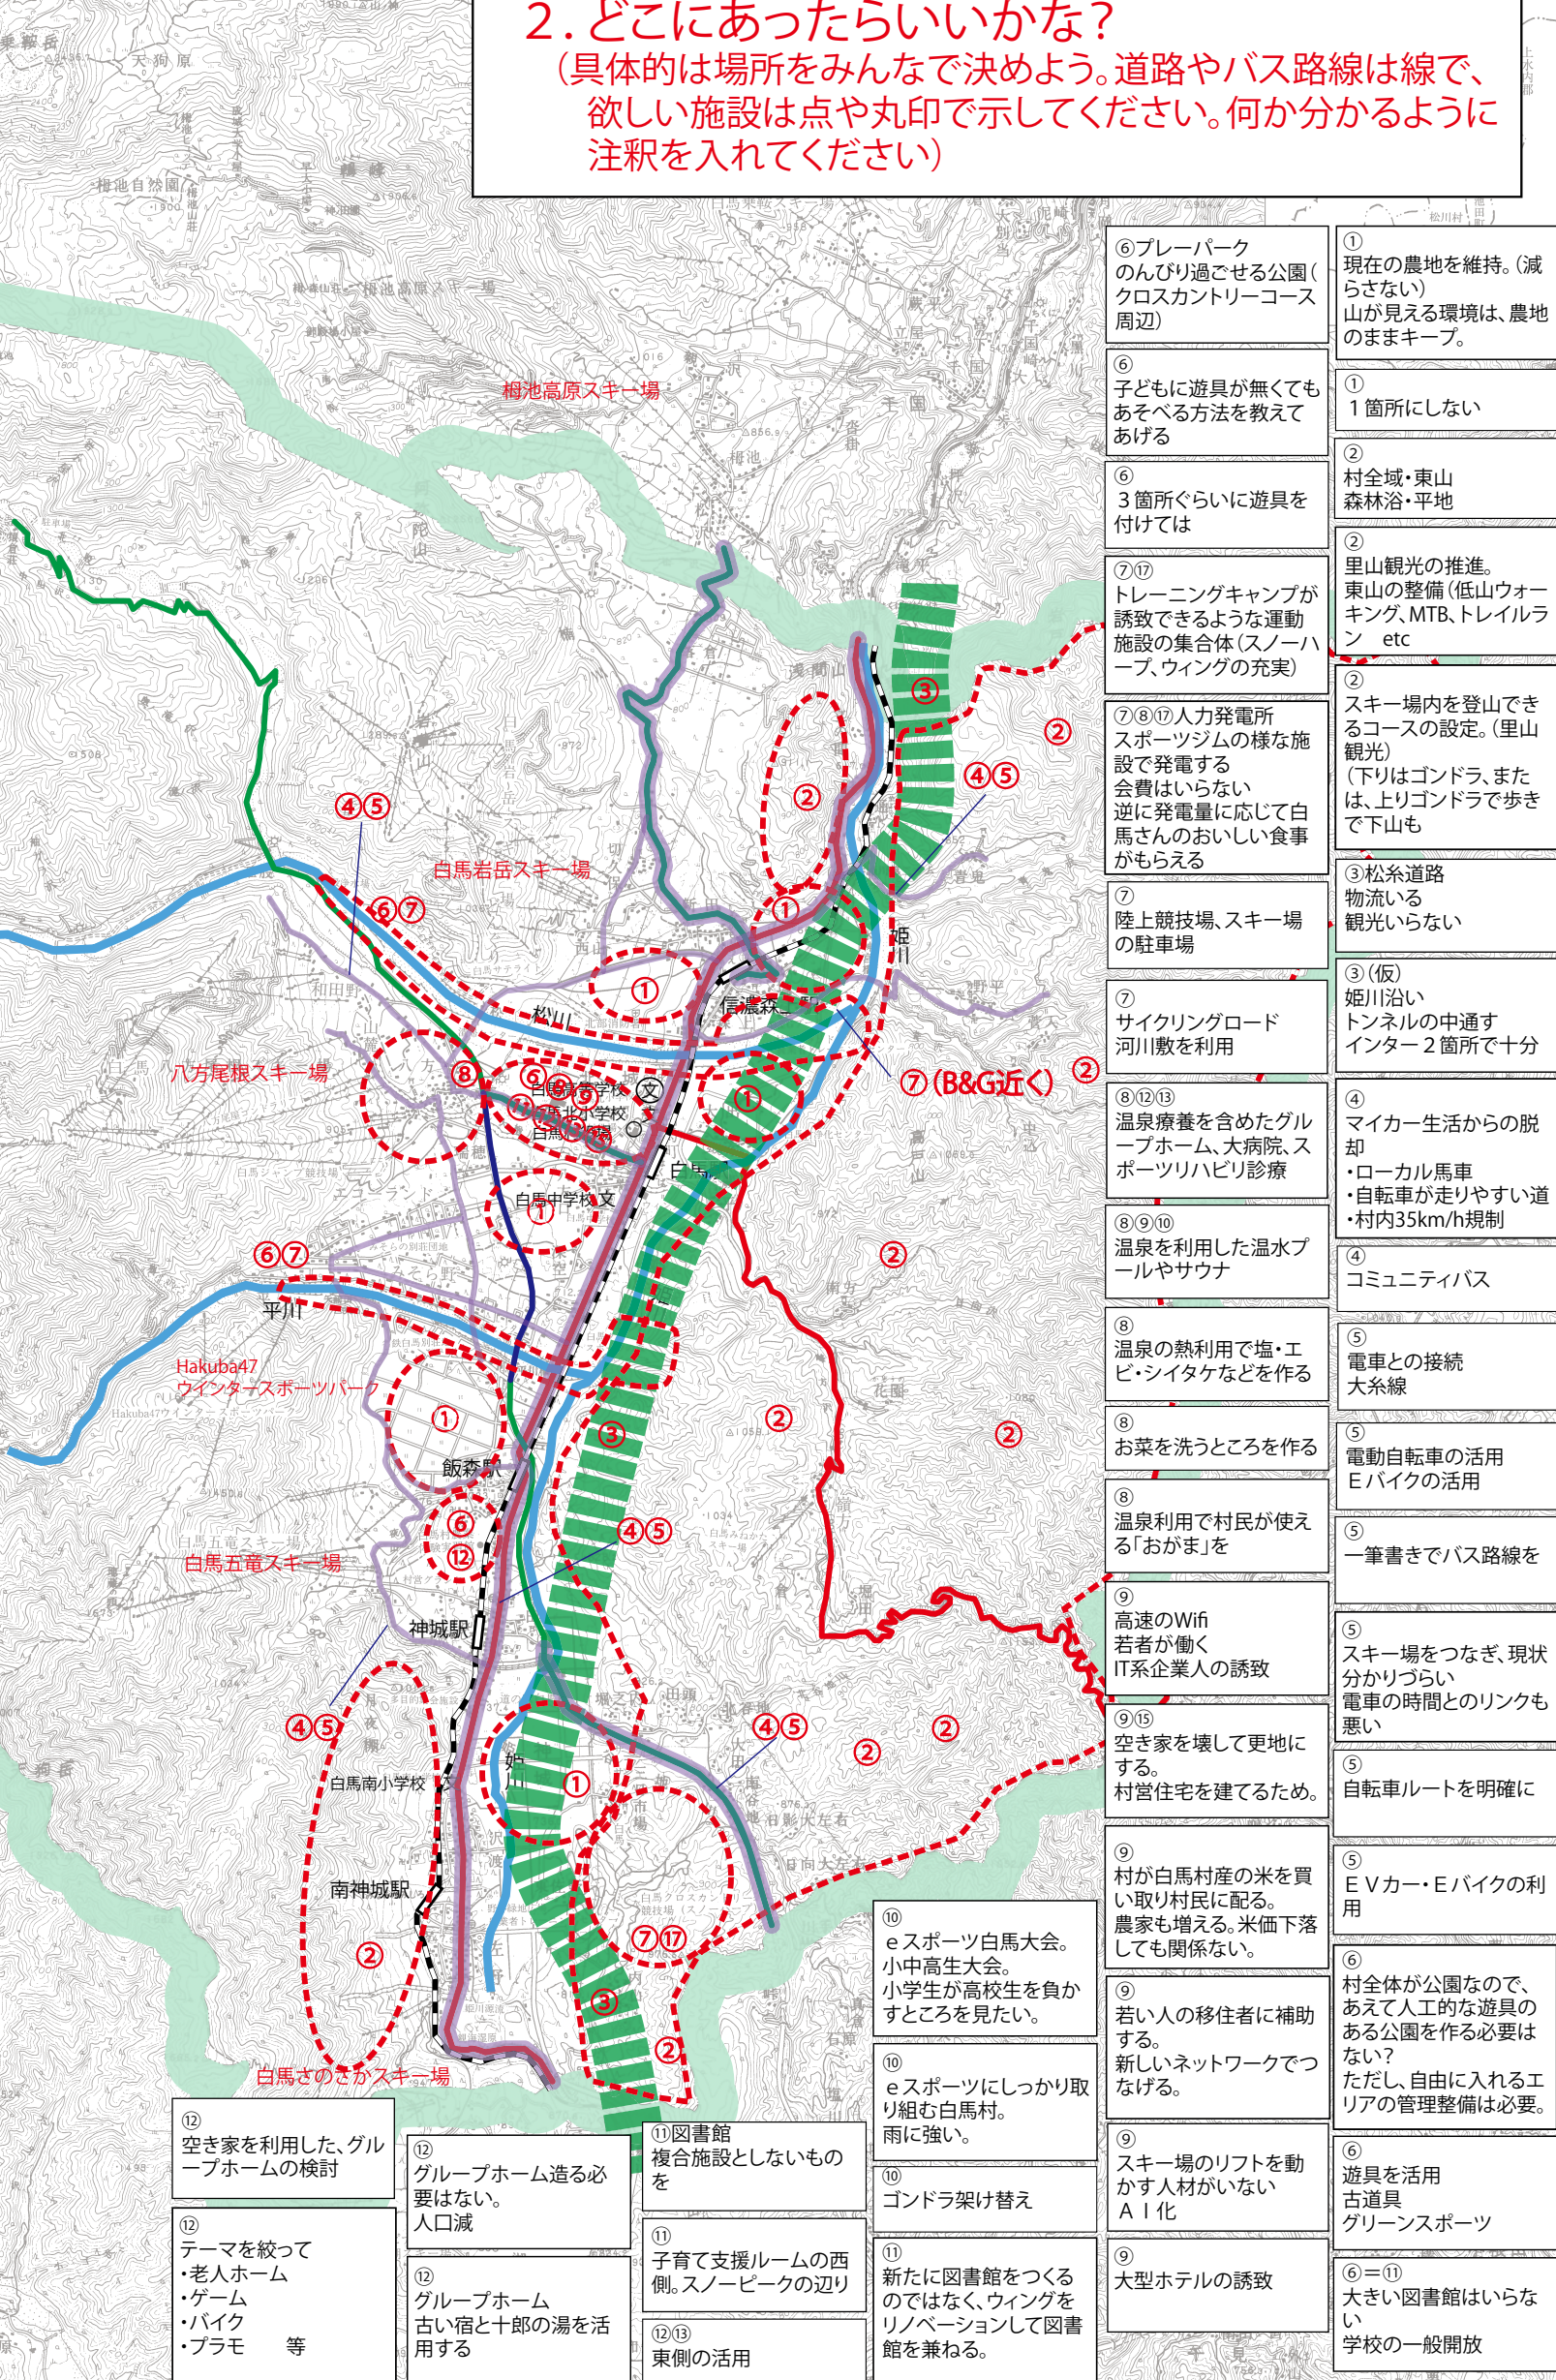 2．どこにあったらいいかな？
（具体的は場所をみんなで決めよう。道路やバス路線は線で、
欲しい施設は点や丸印で示してください。何か分かるように
注釈を入れてください）
⑥プレーパーク
のんびり過ごせる公園（
クロスカントリーコース
周辺）
⑥
子どもに遊具が無くても
あそべる方法を教えて
あげる
⑥
３箇所ぐらいに遊具を
付けては
⑦⑰
トレーニングキャンプが
誘致できるような運動
施設の集合体（スノーハ
ープ、ウィングの充実）
⑦⑧⑰人力発電所
スポーツジムの様な施
設で発電する
会費はいらない
逆に発電量に応じて白
馬さんのおいしい食事
がもらえる
⑦
陸上競技場、スキー場
の駐車場
⑦
サイクリングロード
河川敷を利用
⑧⑫⑬
温泉療養を含めたグル
ープホーム、大病院、ス
ポーツリハビリ診療
⑧⑨⑩
温泉を利用した温水プ
ールやサウナ
⑧
温泉の熱利用で塩・エ
ビ・シイタケなどを作る
⑧
お菜を洗うところを作る
⑧
温泉利用で村民が使え
る「おがま」を
⑨
高速のWifi
若者が働く
IT系企業人の誘致
⑨⑮
空き家を壊して更地に
する。
村営住宅を建てるため。
⑨
村が白馬村産の米を買
い取り村民に配る。
農家も増える。米価下落
しても関係ない。
⑨
若い人の移住者に補助
する。
新しいネットワークでつ
なげる。
⑨
スキー場のリフトを動
かす人材がいない
ＡＩ化
⑨
大型ホテルの誘致
①
現在の農地を維持。（減
らさない）
山が見える環境は、農地
のままキープ。
①
１箇所にしない
②
村全域・東山
森林浴・平地
②
里山観光の推進。
東山の整備（低山ウォー
キング、MTB、トレイルラ
ン　etc
②
スキー場内を登山でき
るコースの設定。（里山
観光）
（下りはゴンドラ、また
は、上りゴンドラで歩き
で下山も
③松糸道路
物流いる
観光いらない
③（仮）
姫川沿い
トンネルの中通す
インター２箇所で十分
④
マイカー生活からの脱
却
・ローカル馬車
・自転車が走りやすい道
・村内35km/h規制
④
コミュニティバス
⑤
電車との接続
大糸線
⑤
電動自転車の活用
Ｅバイクの活用
⑤
一筆書きでバス路線を
⑤
スキー場をつなぎ、現状
分かりづらい
電車の時間とのリンクも
悪い
⑤
自転車ルートを明確に
⑤
ＥＶカー・Ｅバイクの利
用
⑥
村全体が公園なので、
あえて人工的な遊具の
ある公園を作る必要は
ない？
ただし、自由に入れるエ
リアの管理整備は必要。
⑥
遊具を活用
古道具
グリーンスポーツ
⑥＝⑪
大きい図書館はいらな
い
学校の一般開放
⑩
ｅスポーツ白馬大会。
小中高生大会。
小学生が高校生を負か
すところを見たい。
⑩
ｅスポーツにしっかり取
り組む白馬村。
雨に強い。
⑩
ゴンドラ架け替え
⑪
新たに図書館をつくる
のではなく、ウィングを
リノベーションして図書
館を兼ねる。
⑪図書館
複合施設としないもの
を
⑪
子育て支援ルームの西
側。スノーピークの辺り
⑫⑬
東側の活用
⑫
グループホーム造る必
要はない。
人口減
⑫
グループホーム
古い宿と十郎の湯を活
用する
⑫
空き家を利用した、グル
ープホームの検討
⑫
テーマを絞って
・老人ホーム
・ゲーム
・バイク
・プラモ　　等
栂池高原スキー場
白馬岩岳スキー場
八方尾根スキー場
Hakuba47
ウインタースポーツパーク
白馬五竜スキー場
白馬さのさかスキー場
松川
平川
姫川
姫川
白馬高等学校
白馬北小学校
白馬中学校
白馬南小学校
飯森駅
神城駅
南神城駅
③
②
④⑤
②
④⑤
⑥⑦
①
①
⑦（B&G近く）
②
⑧
①
①
②
⑥⑦
①
②
②
③
⑥
⑫
④⑤
④⑤
④⑤
②
②
①
⑦⑰
②
③
②
栂池自然園
天狗原
栂池高原スキー場